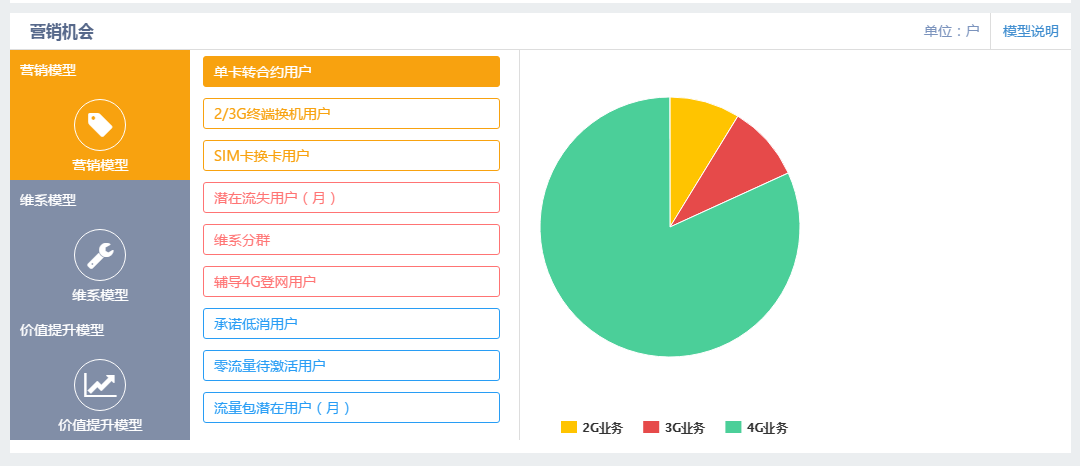 营销机会
单位：户
模型说明
营销模型
营销模型
维系模型
维系模型
价值提升模型
价值提升模型
单卡转合约用户
2/3G终端换机用户
SIM卡换卡用户
潜在流失用户（月）
维系分群
辅导4G登网用户
承诺低消用户
零流量待激活用户
流量包潜在用户（月）
2G业务
3G业务
4G业务